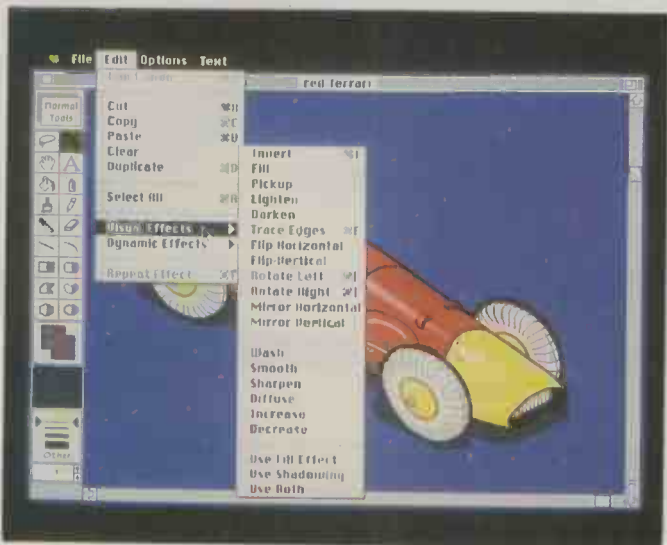 File Edit Options Text
red ferrari
Normal
Tools
Cut ⌘X
Copy ⌘C
Paste
Clear
Duplicate ⌘D
Select All ⌘A
Visual Effects
Dynamic Effects
Repeat Effect
Invert ⌘I
Fill
Pickup
Lighten
Darken
Trace Edges ⌘E
Flip Horizontal
Flip Vertical
Rotate Left
Rotate Right
Mirror Horizontal
Mirror Vertical
Wash
Smooth
Sharpen
Diffuse
Increase
Decrease
Use Fill Effect
Use Shadowing
Use Both
Other
A